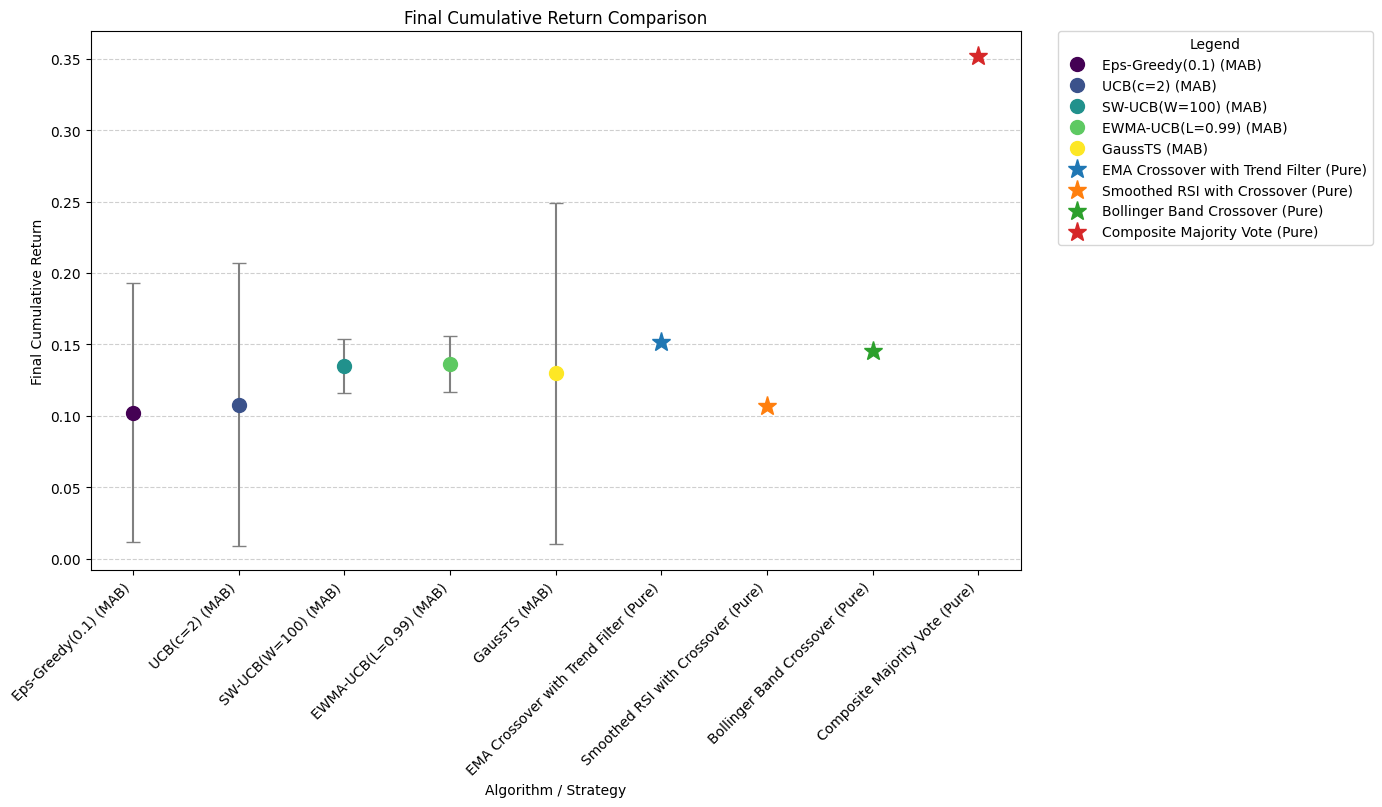 Final Cumulative Return Comparison
Final Cumulative Return
0.35
0.30
0.25
0.20
0.15
0.10
0.05
0.00
Eps-Greedy(0.1) (MAB)
UCB(c=2) (MAB)
SW-UCB(W=100) (MAB)
EWMA-UCB(L=0.99) (MAB)
GaussTS (MAB)
EMA Crossover with Trend Filter (Pure)
Smoothed RSI with Crossover (Pure)
Bollinger Band Crossover (Pure)
Composite Majority Vote (Pure)
Algorithm / Strategy
Legend
Eps-Greedy(0.1) (MAB)
UCB(c=2) (MAB)
SW-UCB(W=100) (MAB)
EWMA-UCB(L=0.99) (MAB)
GaussTS (MAB)
EMA Crossover with Trend Filter (Pure)
Smoothed RSI with Crossover (Pure)
Bollinger Band Crossover (Pure)
Composite Majority Vote (Pure)